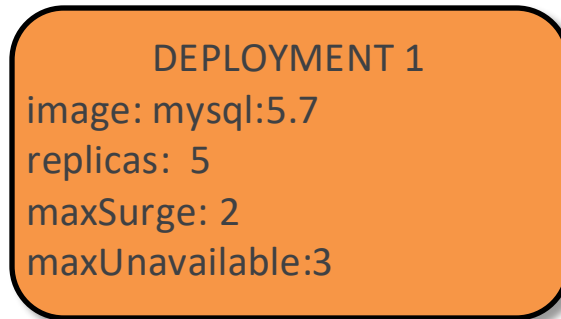 DEPLOYMENT 1
image: mysql:5.7
replicas: 5
maxSurge: 2
maxUnavailable:3